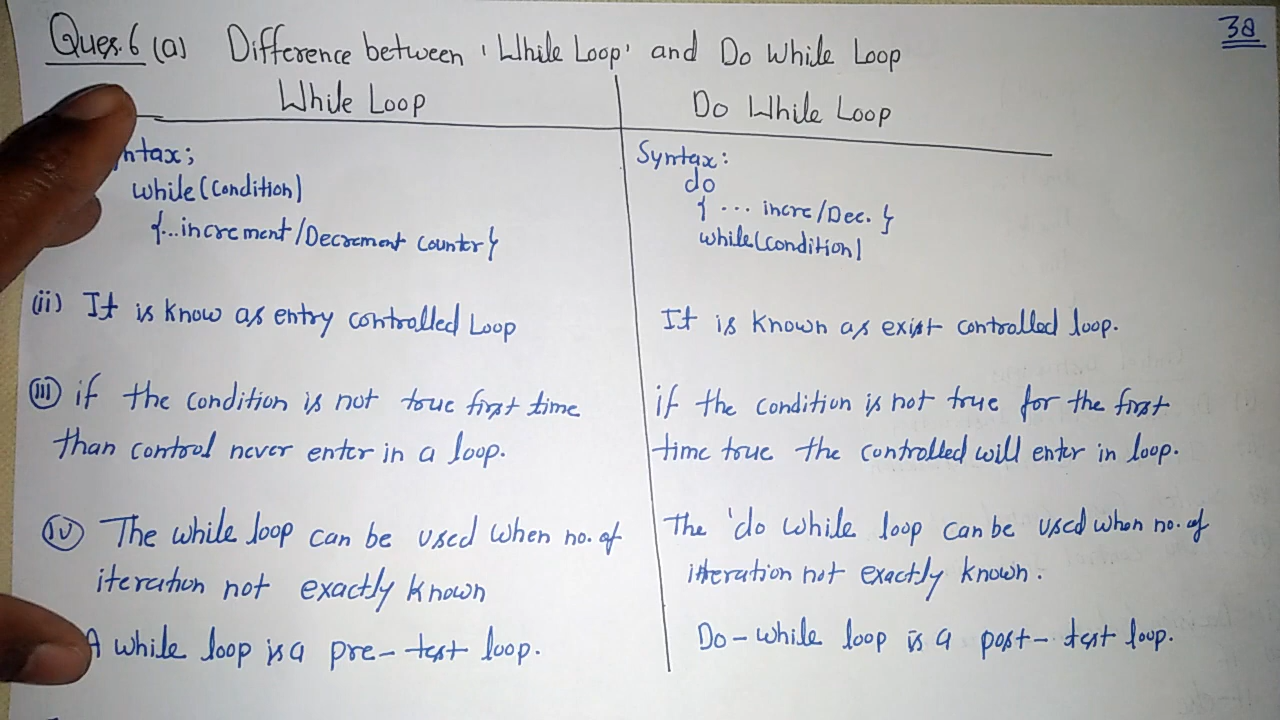 38
Ques.6 (a) Difference between 'While Loop' and Do While Loop
While Loop
Do While Loop
ntax;
while(condition)
{...increment/Decrement counter}
(ii) It is know as entry controlled Loop
(iii) if the condition is not true first time
than control never enter in a loop.
(iv) The while loop can be used when no. of
iteration not exactly known
A while loop is a pre-test loop.
Syntax:
do
{ ... incre/Dec. }
while(condition)
It is known as exist controlled loop.
if the condition is not true for the first
time true the controlled will enter in loop.
The 'do while loop can be used when no. of
itteration not exactly known.
Do-while loop is a post-test loop.